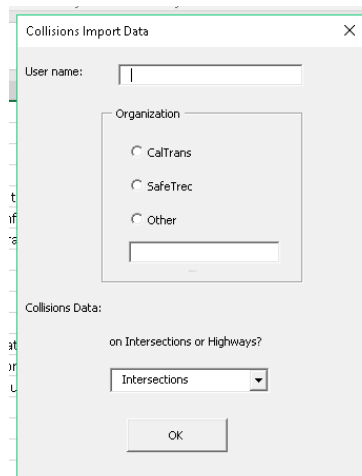 Collisions Import Data
User name:
Organization
CalTrans
SafeTrec
Other
Collisions Data:
on Intersections or Highways?
Intersections
OK